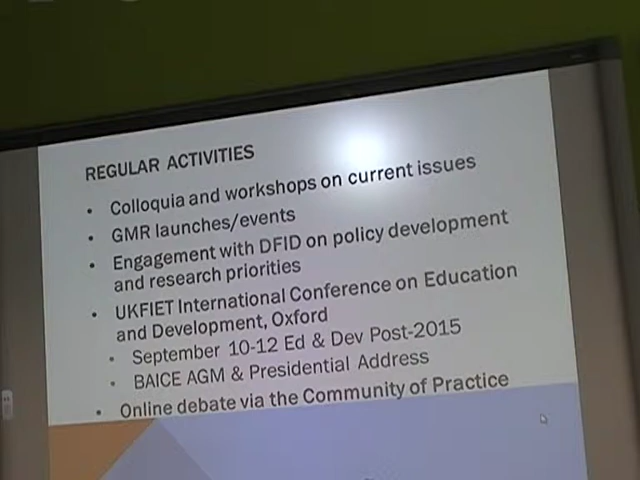 REGULAR ACTIVITIES
• Colloquia and workshops on current issues
• GMR launches/events
• Engagement with DFID on policy development
and research priorities
• UKFIET International Conference on Education
and Development, Oxford
• September 10-12 Ed & Dev Post-2015
• BAICE AGM & Presidential Address
• Online debate via the Community of Practice